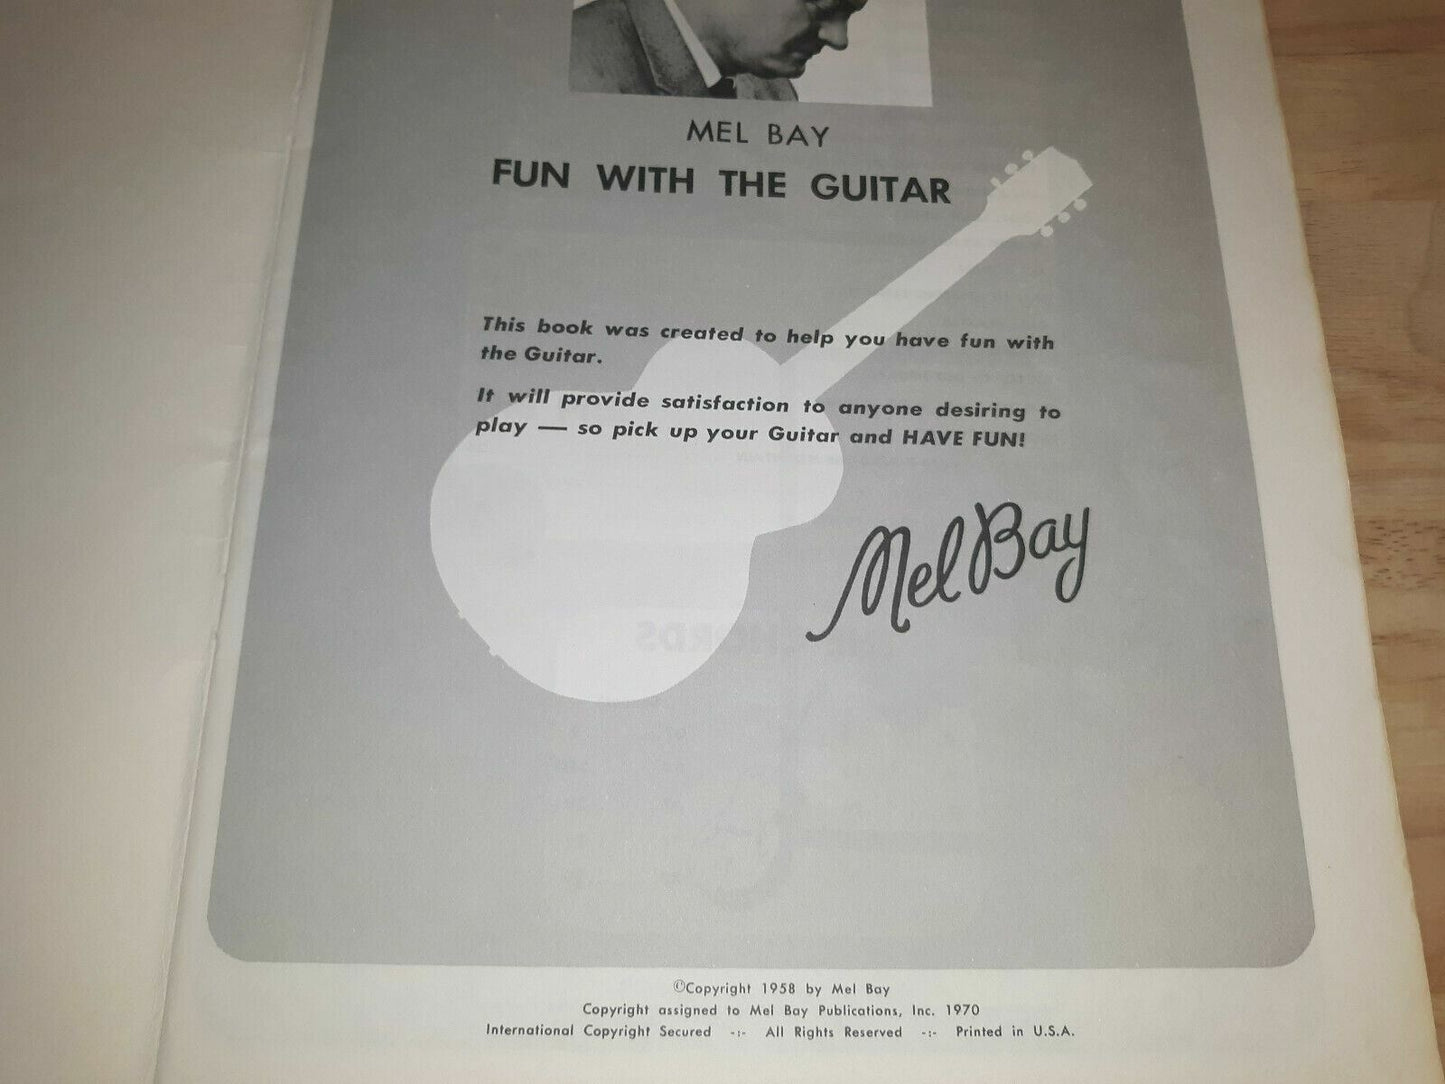 MEL BAY
FUN WITH THE GUITAR
This book was created to help you have fun with
the Guitar.
It will provide satisfaction to anyone desiring to
play — so pick up your Guitar and HAVE FUN!
Mel Bay
©Copyright 1958 by Mel Bay
Copyright assigned to Mel Bay Publications, Inc. 1970
International Copyright Secured -:- All Rights Reserved -:- Printed in U.S.A.